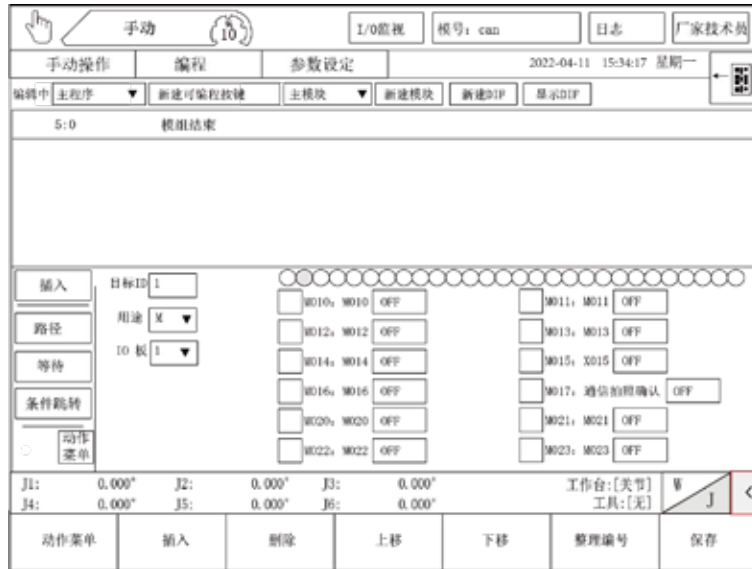 手动 10 I/O监视 模号: can 日志 厂家技术员
手动操作 编程 参数设定 2022-04-11 15:34:17 星期一
编辑中 主程序 ▼ 新建可编程按键 主模块 ▼ 新建模块 新建DIF 显示DIF
5:0 模组结束
插入 目标ID 1
M010: M010 OFF M011: M011 OFF
路径 用途 M ▼ M012: M012 OFF M013: M013 OFF
等待 IO 板 1 ▼ M014: M014 OFF M015: X015 OFF
条件跳转 M016: M016 OFF M017: 通信拍照确认 OFF
M020: M020 OFF M021: M021 OFF
动作
菜单 M022: M022 OFF M023: M023 OFF
J1: 0.000° J2: 0.000° J3: 0.000° 工作台:[关节] W
J4: 0.000° J5: 0.000° J6: 0.000° 工具:[无] J <
动作菜单 插入 删除 上移 下移 整理编号 保存